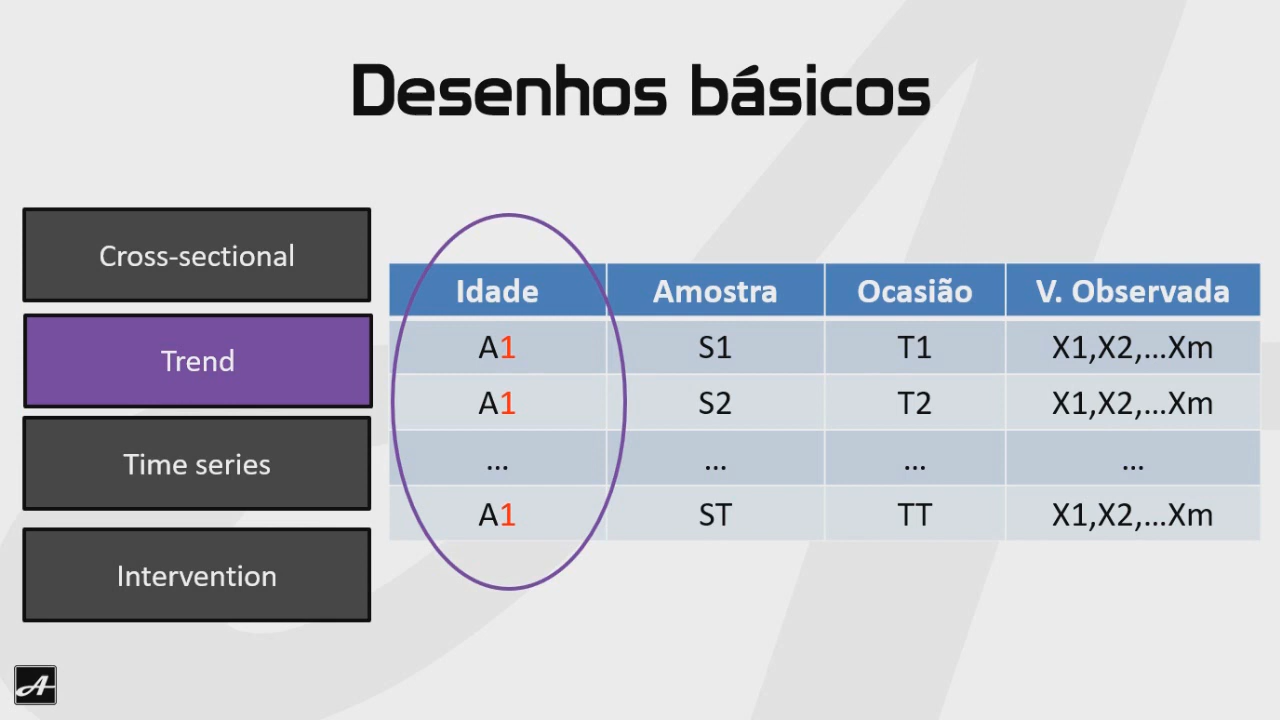 Desenhos básicos
Cross-sectional
Trend
Time series
Intervention
Idade Amostra Ocasião V. Observada
A1 S1 T1 X1,X2,...Xm
A1 S2 T2 X1,X2,...Xm
... ... ... ...
A1 ST TT X1,X2,...Xm
A